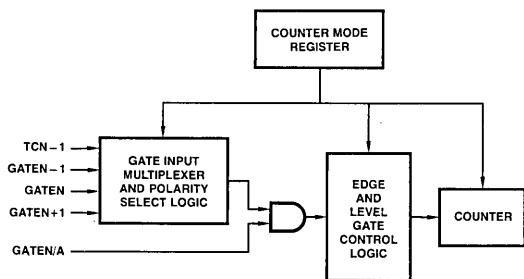 COUNTER MODE
REGISTER
TCN–1
GATEN–1
GATEN
GATEN+1
GATEN/A
GATE INPUT
MULTIPLEXER
AND POLARITY
SELECT LOGIC
EDGE
AND
LEVEL
GATE
CONTROL
LOGIC
COUNTER